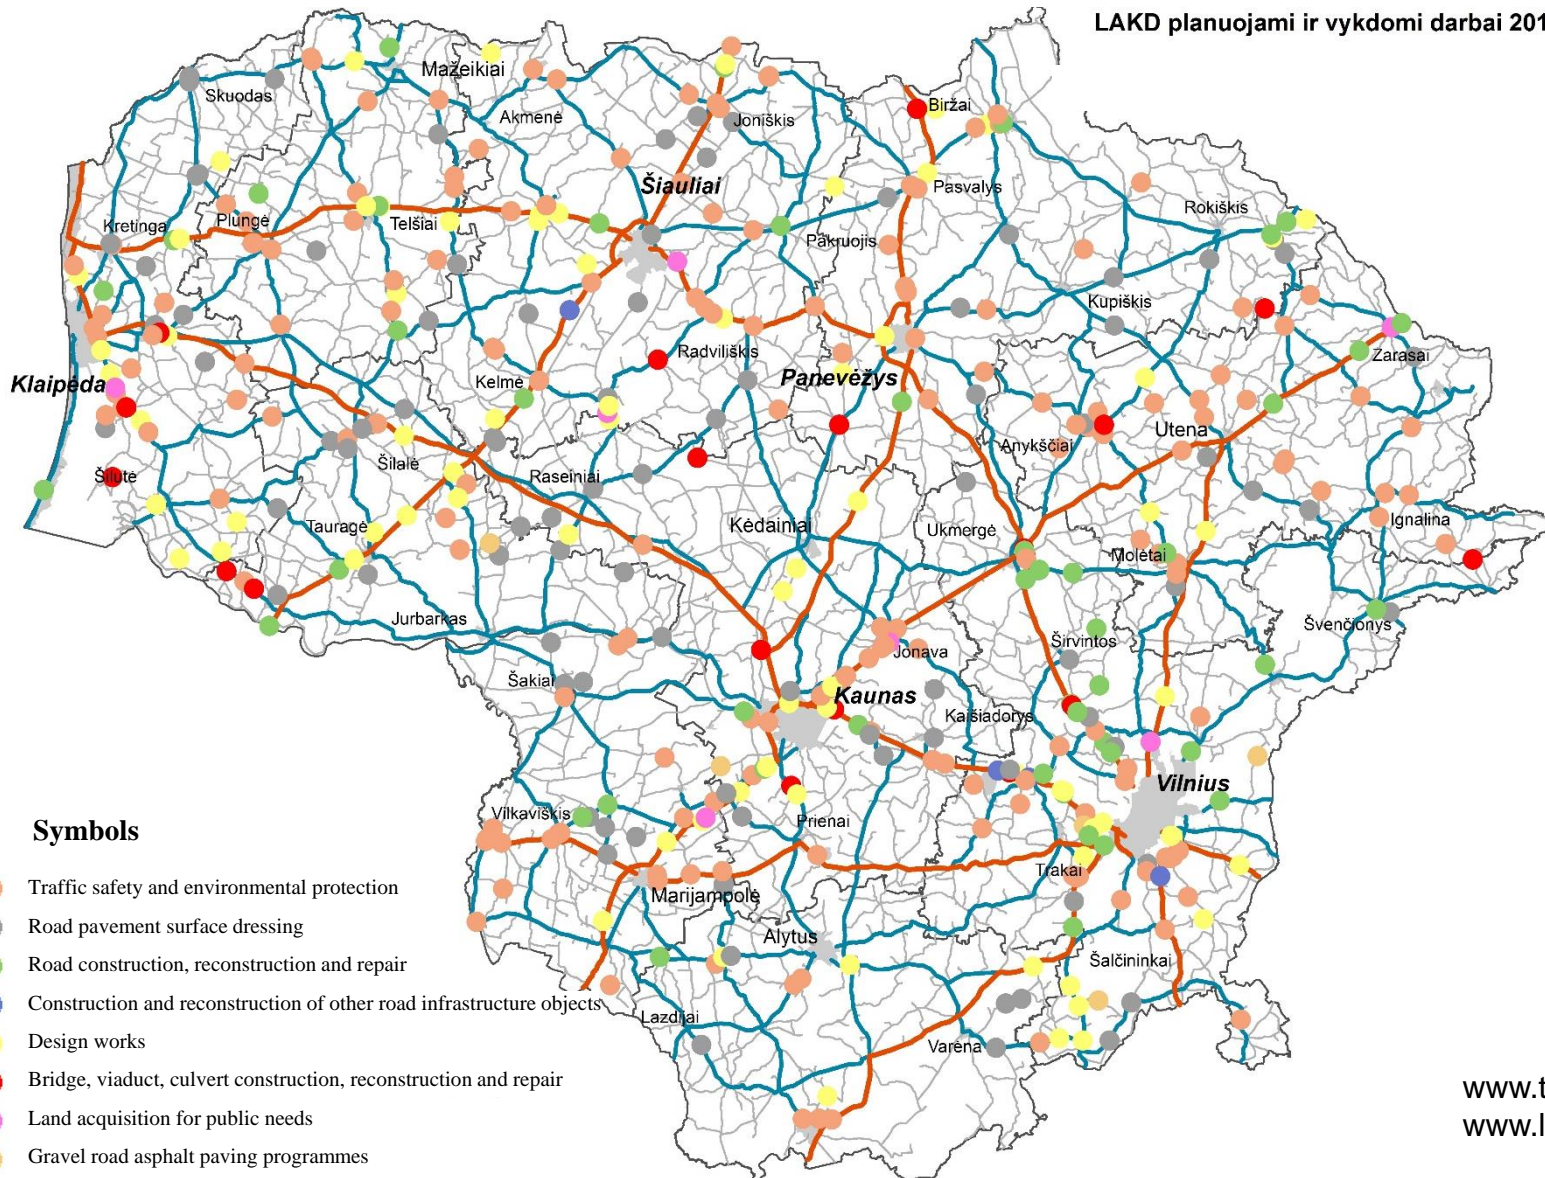 LAKD planuojami ir vykdomi darbai 201
Mažeikiai
Skuodas
Akmenė
Joniškis
Biržai
Šiauliai
Pasvalys
Rokiškis
Kretinga
Plungė
Telšiai
Pakruojis
Kupiškis
Radviliškis
Zarasai
Klaipėda
Kelmė
Panevėžys
Anykščiai
Utena
Šilutė
Šilalė
Raseiniai
Tauragė
Kėdainiai
Ukmergė
Ignalina
Molėtai
Jurbarkas
Širvintos
Švenčionys
Jonava
Šakiai
Kaunas
Kaišiadorys
Vilnius
Vilkaviškis
Prienai
Trakai
Marijampolė
Alytus
Šalčininkai
Lazdijai
Varėna
Symbols
Traffic safety and environmental protection
Road pavement surface dressing
Road construction, reconstruction and repair
Construction and reconstruction of other road infrastructure objects
Design works
Bridge, viaduct, culvert construction, reconstruction and repair
Land acquisition for public needs
Gravel road asphalt paving programmes
www.t
www.l